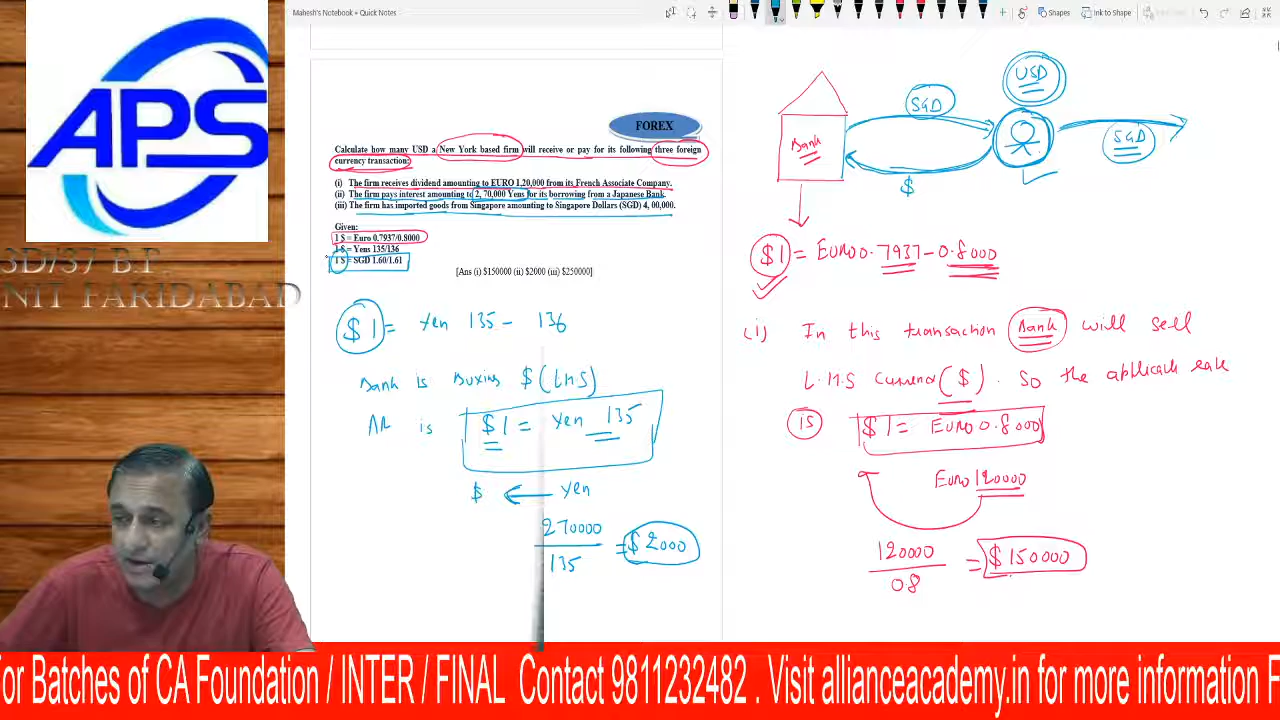 Mahesh's Notebook + Quick Notes
Shapes
Ink to Shape
APS
3D/37 B.P.
NIT FARIDABAD
FOREX
Calculate how many USD a New York based firm will receive or pay for its following three foreign
currency transaction:
(i) The firm receives dividend amounting to EURO 1,20,000 from its French Associate Company.
(ii) The firm pays interest amounting to 2, 70,000 Yens for its borrowing from a Japanese Bank.
(iii) The firm has imported goods from Singapore amounting to Singapore Dollars (SGD) 4, 00,000.
Given:
1 $ = Euro 0.7937/0.8000
1 $ = Yens 135/136
1 $ = SGD 1.60/1.61
[Ans (i) $150000 (ii) $2000 (iii) $250000]
$1 = Yen 135 - 136
Bank is Buying $ (LHS)
AR is $1 = Yen 135
$ ← Yen
270000
135
= $2000
USD
SGD
Bank
SGD
$
$1 = EURO 0.7937 - 0.8000
(i) In this transaction Bank will sell
L.H.S Currency ($). So the applicable rate
is $1 = EURO 0.8000
EURO 120000
120000
08
= $150000
For Batches of CA Foundation / INTER / FINAL Contact 9811232482 . Visit allianceacademy.in for more information F